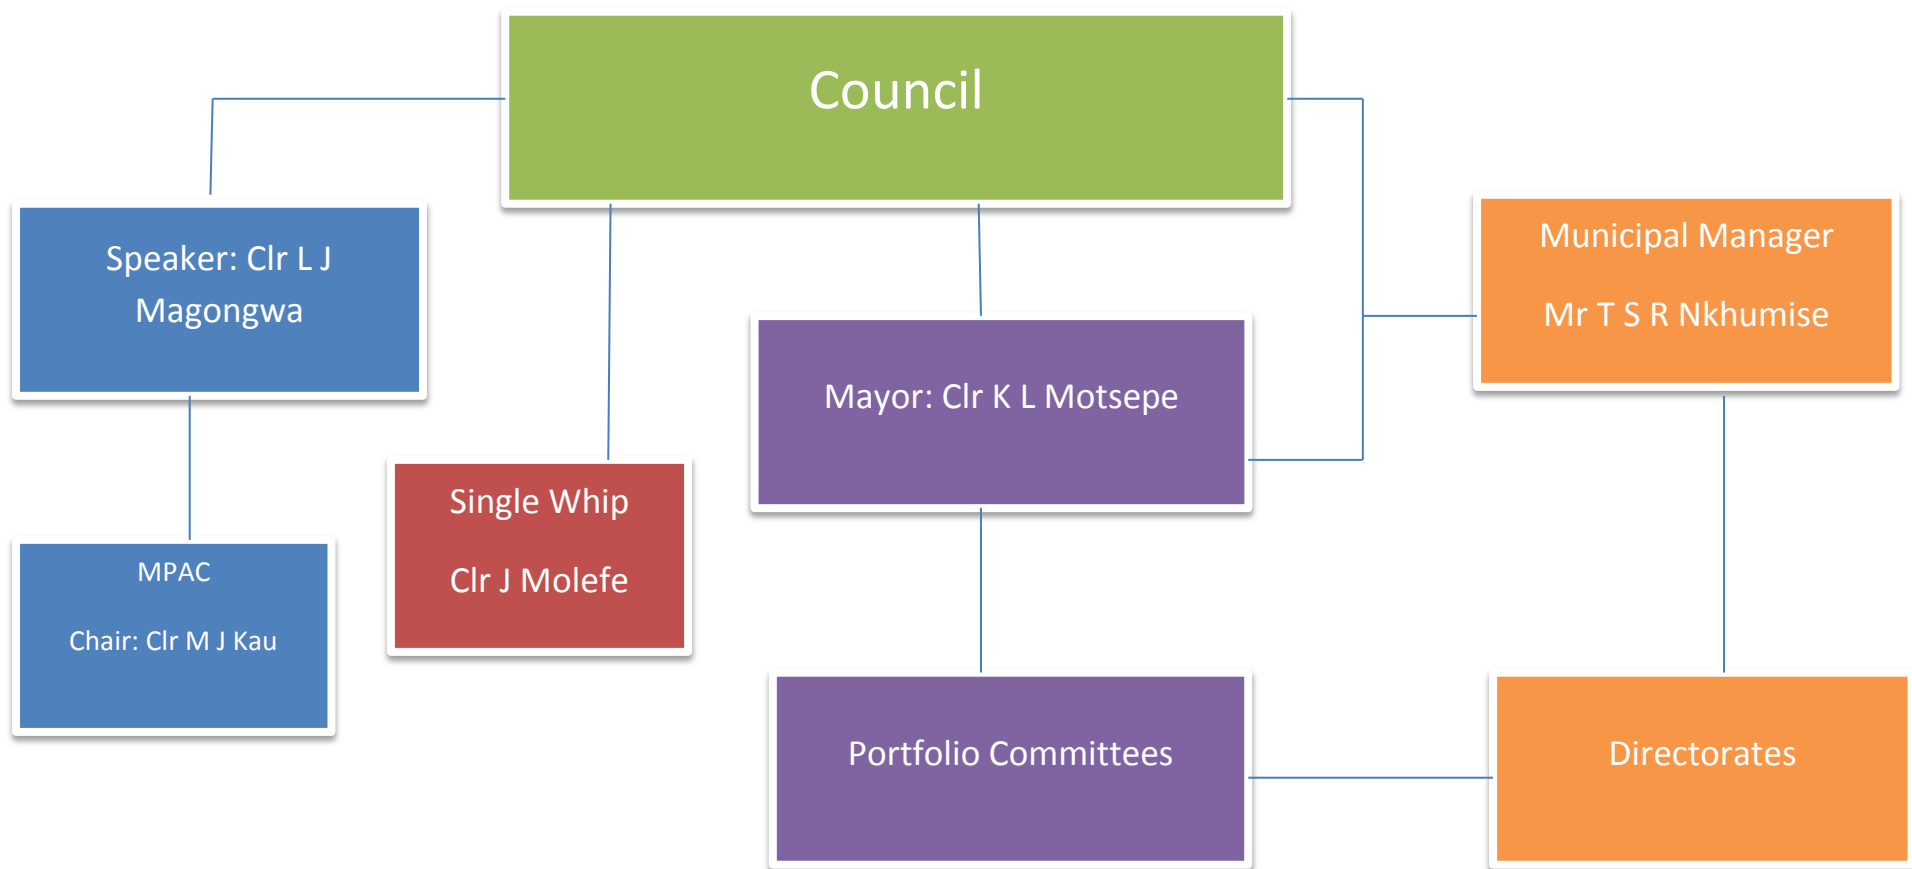 Council
Speaker: Clr L J
Magongwa
Municipal Manager
Mr T S R Nkhumise
Mayor: Clr K L Motsepe
Single Whip
Clr J Molefe
MPAC
Chair: Clr M J Kau
Portfolio Committees
Directorates